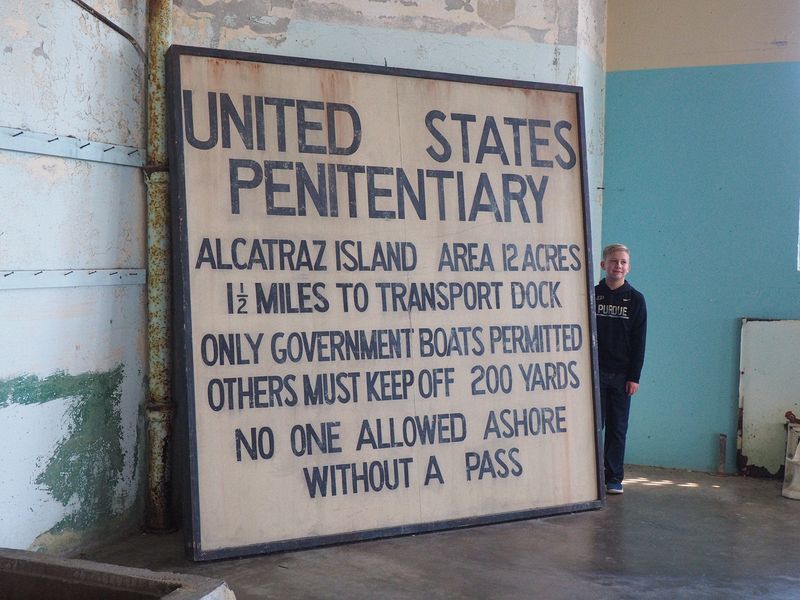 UNITED STATES
PENITENTIARY
ALCATRAZ ISLAND AREA 12 ACRES
1½ MILES TO TRANSPORT DOCK
ONLY GOVERNMENT BOATS PERMITTED
OTHERS MUST KEEP OFF 200 YARDS
NO ONE ALLOWED ASHORE
WITHOUT A PASS
PURDUE